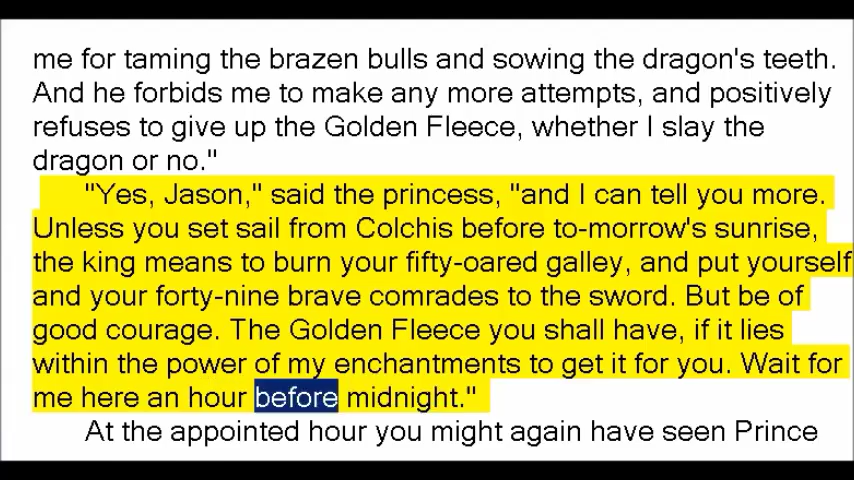 me for taming the brazen bulls and sowing the dragon's teeth.
And he forbids me to make any more attempts, and positively
refuses to give up the Golden Fleece, whether I slay the
dragon or no."
"Yes, Jason," said the princess, "and I can tell you more.
Unless you set sail from Colchis before to-morrow's sunrise,
the king means to burn your fifty-oared galley, and put yourself
and your forty-nine brave comrades to the sword. But be of
good courage. The Golden Fleece you shall have, if it lies
within the power of my enchantments to get it for you. Wait for
me here an hour before midnight."
At the appointed hour you might again have seen Prince